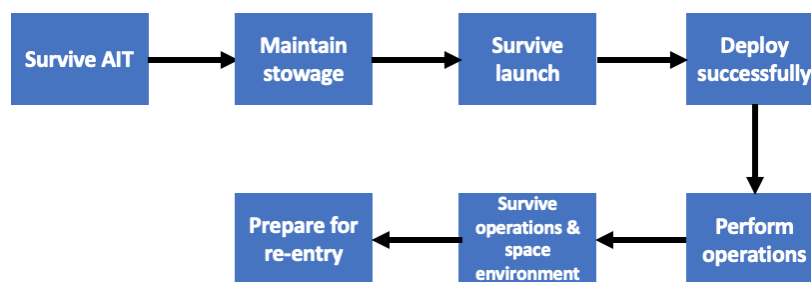 Survive AIT
Maintain
stowage
Survive
launch
Deploy
successfully
Perform
operations
Survive
operations &
space
environment
Prepare for
re-entry